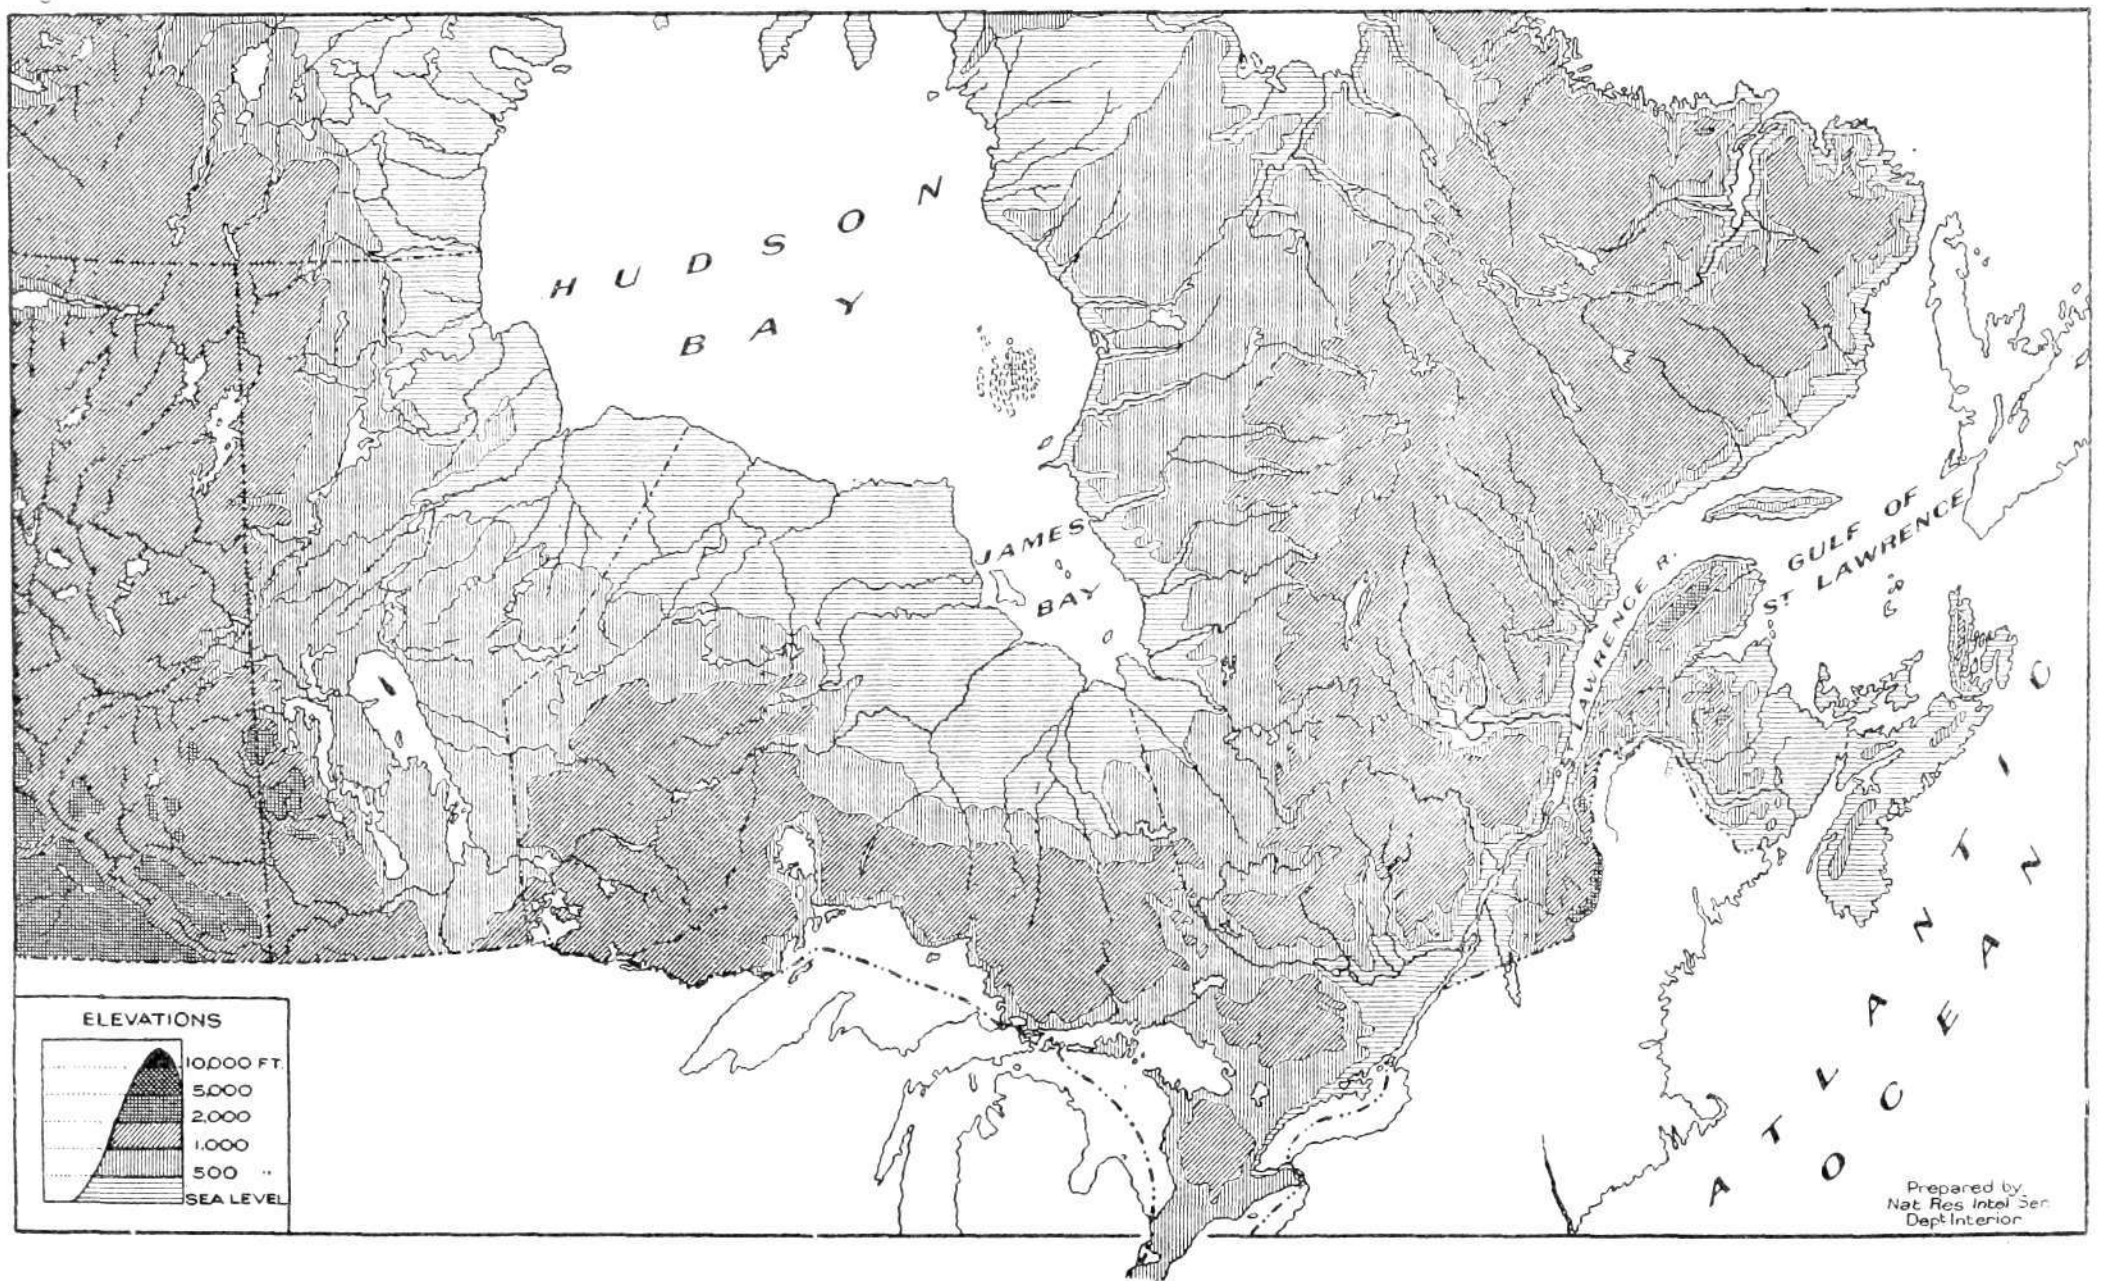 HUDSON
BAY
JAMES
BAY
GULF OF
ST LAWRENCE
ST LAWRENCE R.
ATLANTIC
OCEAN
ELEVATIONS
10,000 FT.
5,000
2,000
1,000
500 "
SEA LEVEL
Prepared by
Nat Res Intel Ser.
Dept Interior